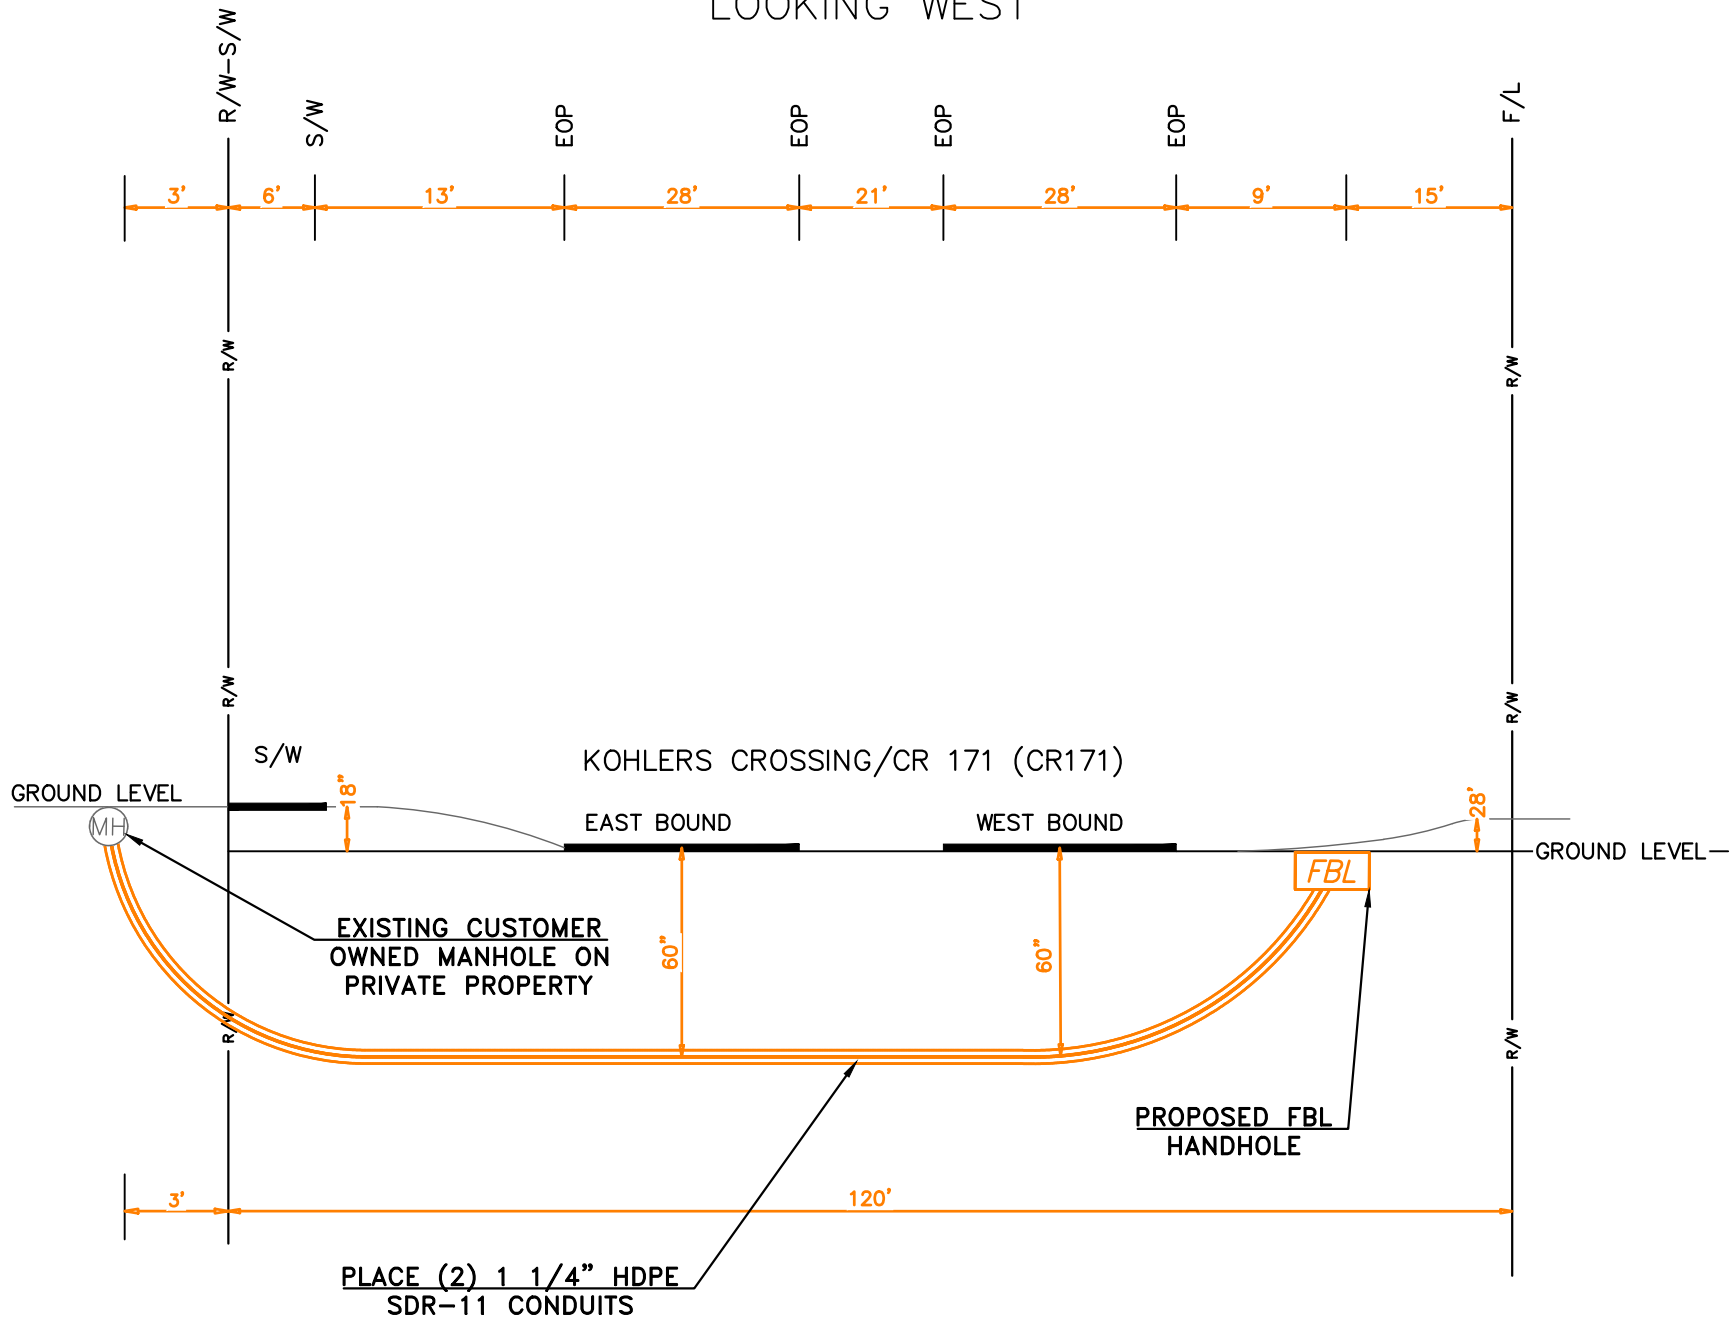 LOOKING WEST
R/W-S/W
S/W
EOP
EOP
EOP
EOP
F/L
3'
6'
13'
28'
21'
28'
9'
15'
R/W
R/W
R/W
R/W
S/W
KOHLERS CROSSING/CR 171 (CR171)
GROUND LEVEL
18"
28'
MH
EAST BOUND
WEST BOUND
GROUND LEVEL
FBL
EXISTING CUSTOMER
OWNED MANHOLE ON
PRIVATE PROPERTY
60"
60"
R/W
R/W
PROPOSED FBL
HANDHOLE
3'
120'
PLACE (2) 1 1/4" HDPE
SDR-11 CONDUITS